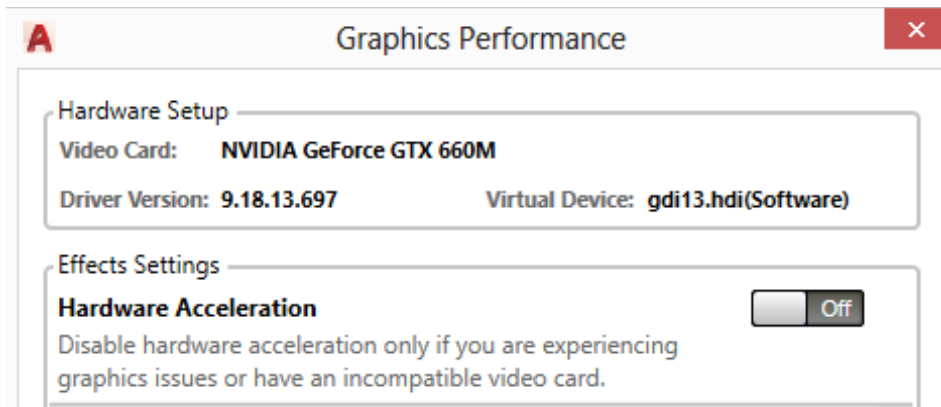 Graphics Performance
Hardware Setup
Video Card: NVIDIA GeForce GTX 660M
Driver Version: 9.18.13.697 Virtual Device: gdi13.hdi(Software)
Effects Settings
Hardware Acceleration Off
Disable hardware acceleration only if you are experiencing
graphics issues or have an incompatible video card.